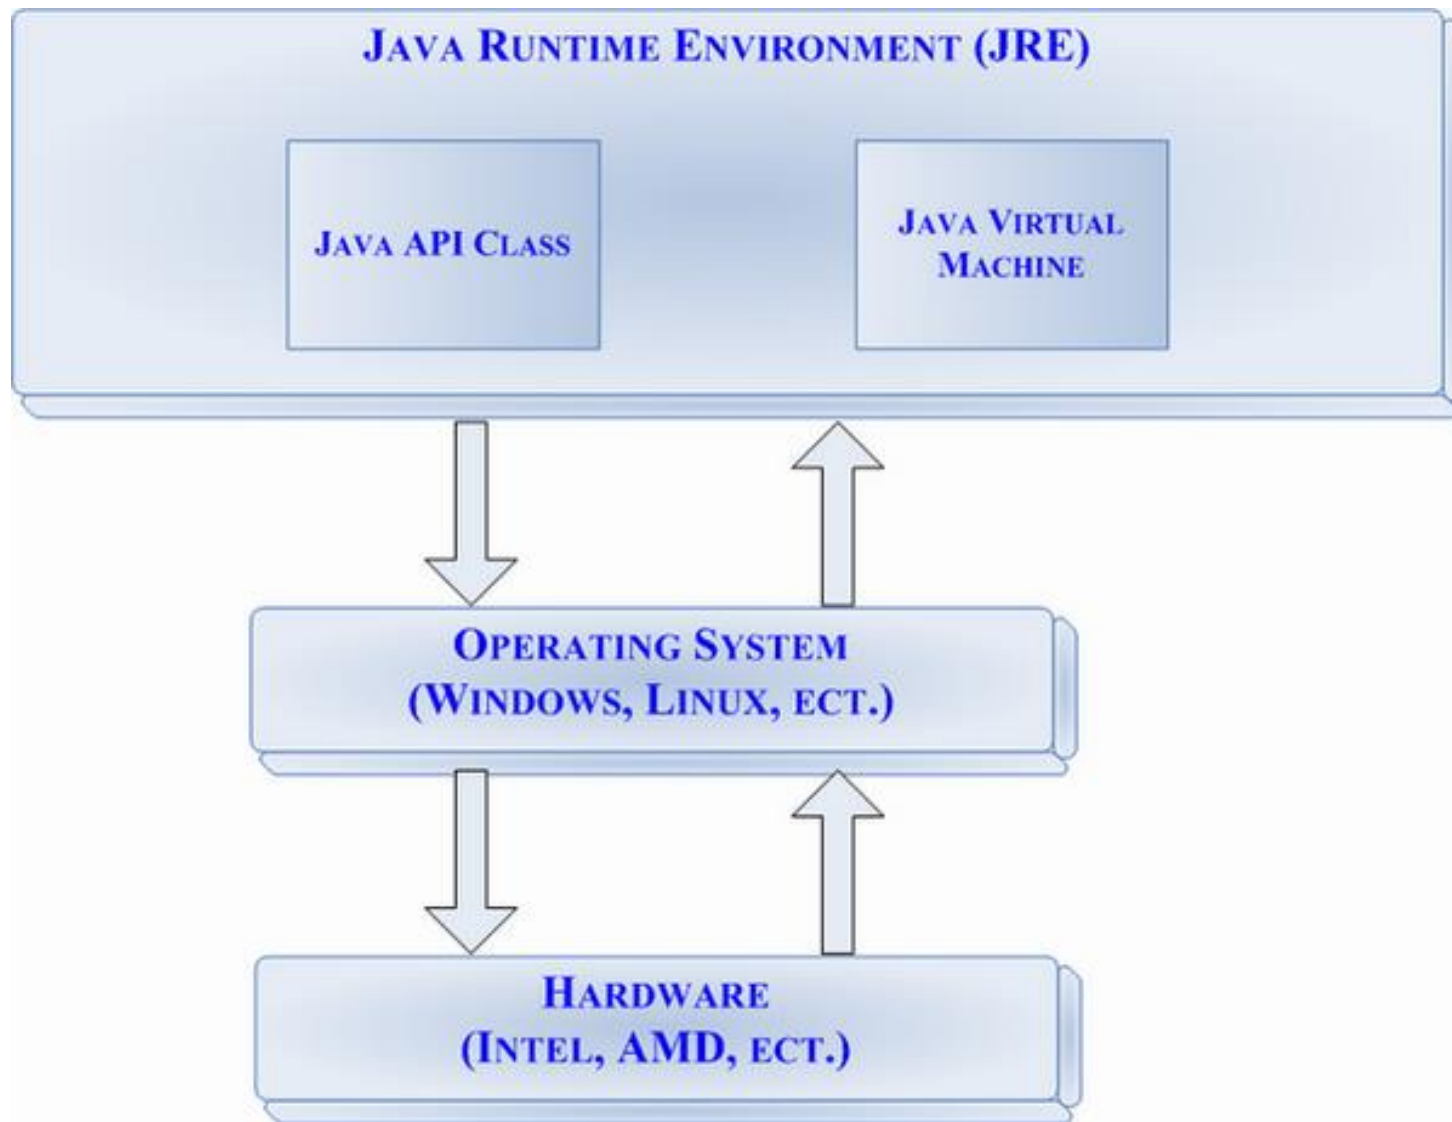 JAVA RUNTIME ENVIRONMENT (JRE)
JAVA API CLASS
JAVA VIRTUAL
MACHINE
OPERATING SYSTEM
(WINDOWS, LINUX, ECT.)
HARDWARE
(INTEL, AMD, ECT.)